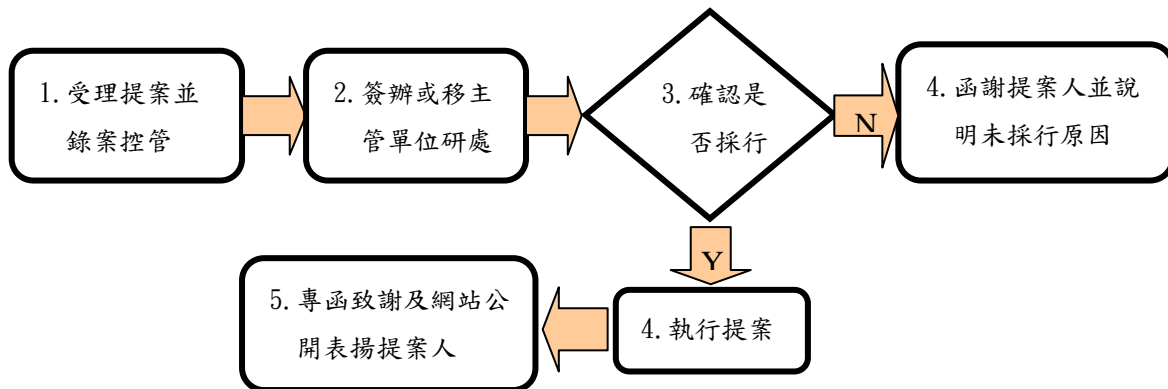 1.受理提案並
錄案控管
2.簽辦或移主
管單位研處
3.確認是
否採行
N
4.函謝提案人並說
明未採行原因
Y
4.執行提案
5.專函致謝及網站公
開表揚提案人